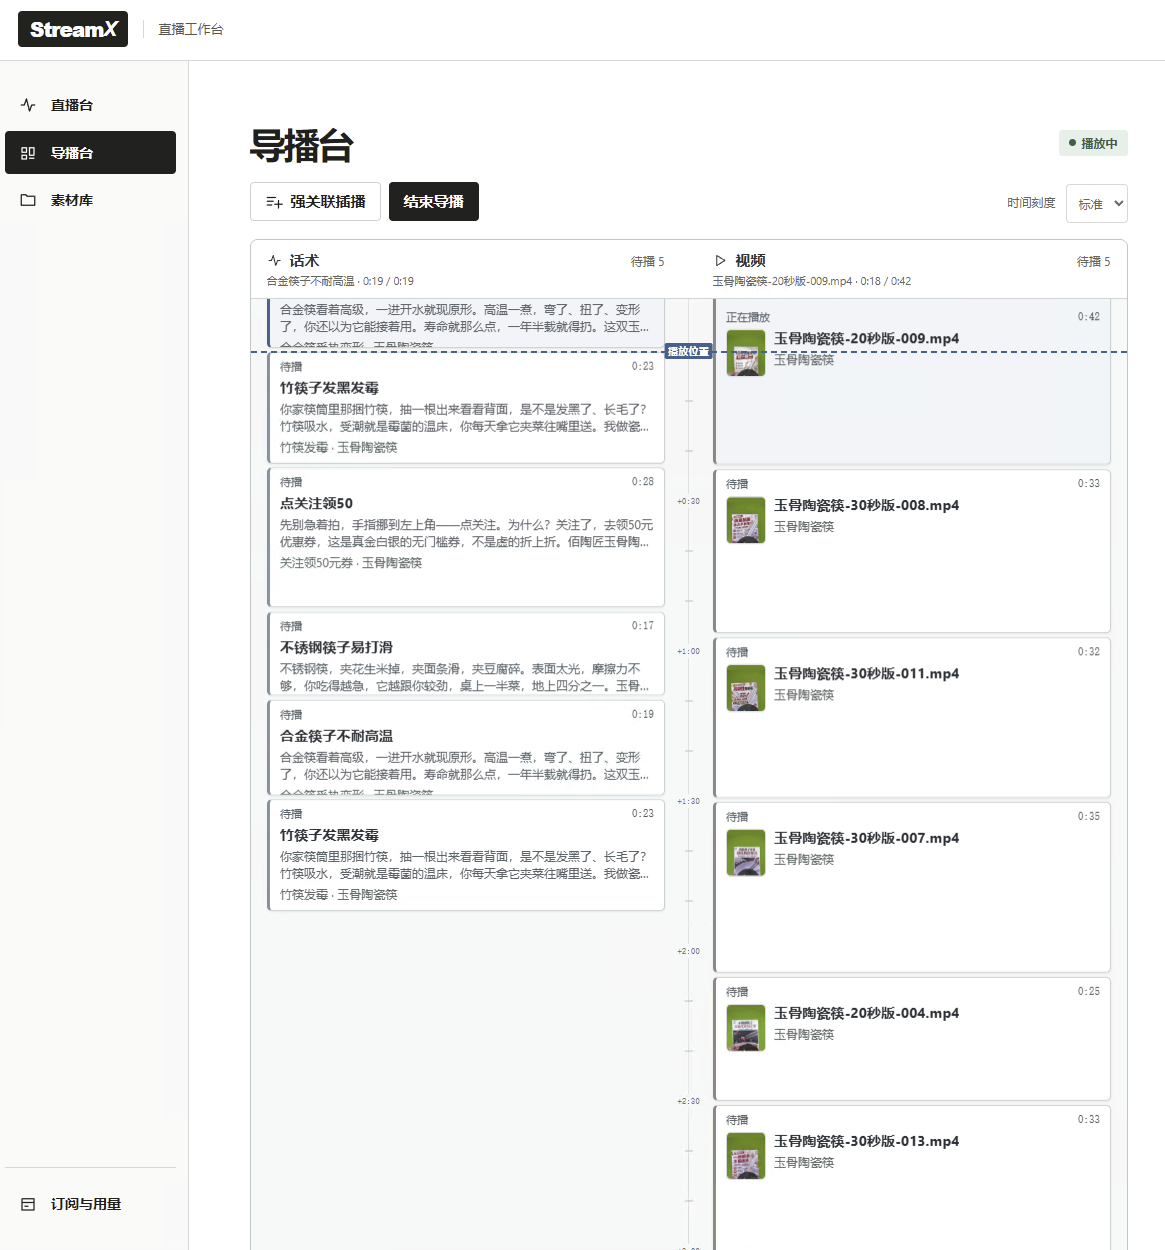 StreamX
直播工作台
直播台
导播台
素材库
订阅与用量
导播台
播放中
强关联插播
结束导播
时间刻度
标准
话术
待播 5
合金筷子不耐高温 · 0:19 / 0:19
视频
待播 5
玉骨陶瓷筷-20秒版-009.mp4 · 0:18 / 0:42
合金筷看着高级，一进开水就现原形。高温一煮，弯了、扭了、变形
了，你还以为它能接着用。寿命就那么点，一年半载就得扔。这双玉...
播放位置
待播
0:23
竹筷子发黑发霉
你家筷筒里那捆竹筷，抽一根出来看看背面，是不是发黑了、长毛了？
竹筷吸水，受潮就是霉菌的温床，你每天拿它夹菜往嘴里送。我做瓷...
竹筷发霉 · 玉骨陶瓷筷
待播
0:28
点关注领50
先别急着拍，手指挪到左上角——点关注。为什么？关注了，去领50元
优惠券，这是真金白银的无门槛券，不是虚的折上折。佰陶匠玉骨陶...
关注领50元券 · 玉骨陶瓷筷
待播
0:17
不锈钢筷子易打滑
不锈钢筷，夹花生米掉，夹面条滑，夹豆腐碎。表面太光，摩擦力不
够，你吃得越急，它越跟你较劲，桌上一半菜，地上四分之一。玉骨...
待播
0:19
合金筷子不耐高温
合金筷看着高级，一进开水就现原形。高温一煮，弯了、扭了、变形
了，你还以为它能接着用。寿命就那么点，一年半载就得扔。这双玉...
待播
0:23
竹筷子发黑发霉
你家筷筒里那捆竹筷，抽一根出来看看背面，是不是发黑了、长毛了？
竹筷吸水，受潮就是霉菌的温床，你每天拿它夹菜往嘴里送。我做瓷...
竹筷发霉 · 玉骨陶瓷筷
+0:30
+1:00
+1:30
+2:00
+2:30
正在播放
0:42
玉骨陶瓷筷-20秒版-009.mp4
玉骨陶瓷筷
待播
0:33
玉骨陶瓷筷-30秒版-008.mp4
玉骨陶瓷筷
待播
0:32
玉骨陶瓷筷-30秒版-011.mp4
玉骨陶瓷筷
待播
0:35
玉骨陶瓷筷-30秒版-007.mp4
玉骨陶瓷筷
待播
0:25
玉骨陶瓷筷-20秒版-004.mp4
玉骨陶瓷筷
待播
0:33
玉骨陶瓷筷-30秒版-013.mp4
玉骨陶瓷筷